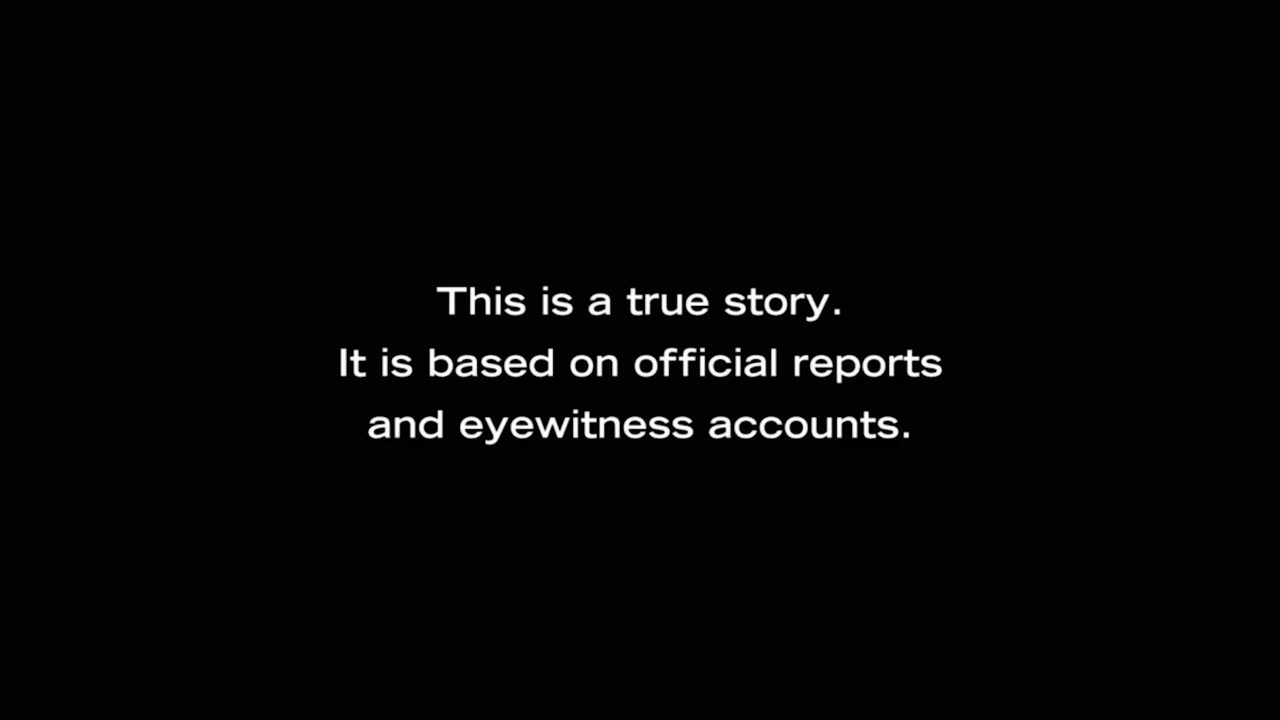 This is a true story.
It is based on official reports
and eyewitness accounts.